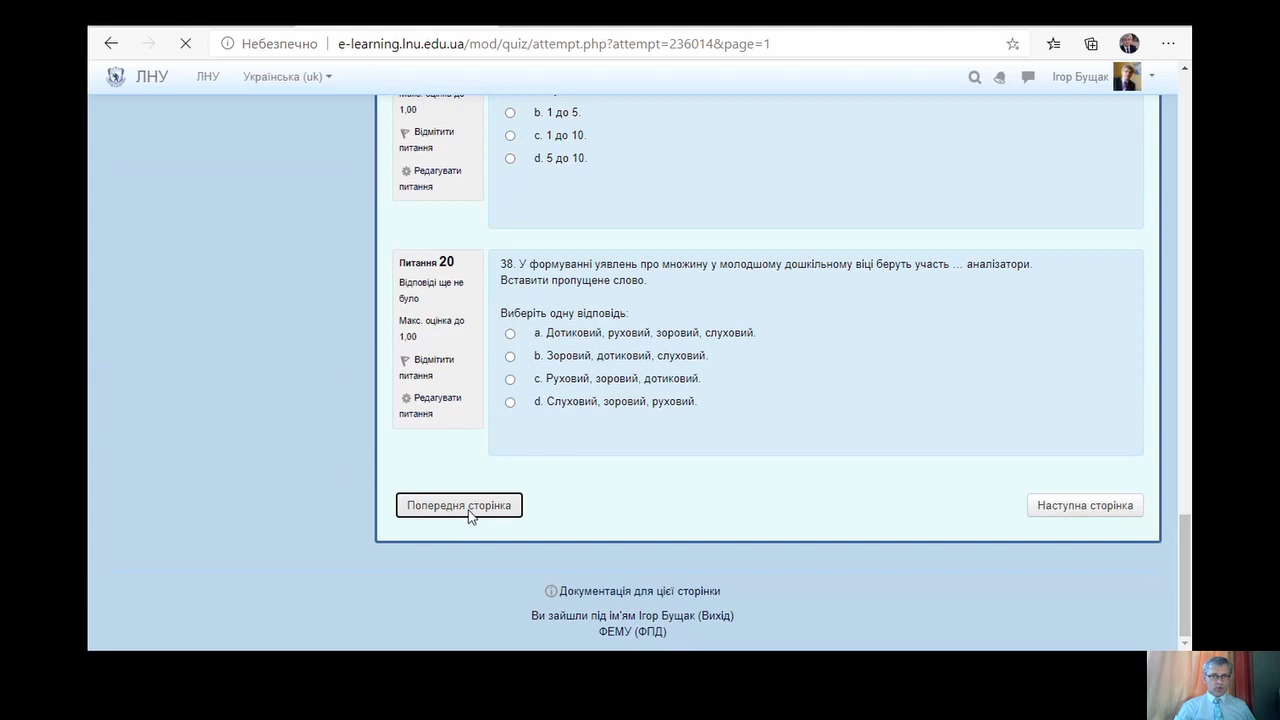 Небезпечно
e-learning.lnu.edu.ua/mod/quiz/attempt.php?attempt=236014&page=1
ЛНУ ЛНУ Українська (uk) Ігор Бущак
Макс. оцінка до
1,00
Відмітити
питання
Редагувати
питання
b. 1 до 5.
c. 1 до 10.
d. 5 до 10.
Питання 20
Відповіді ще не
було
Макс. оцінка до
1,00
Відмітити
питання
Редагувати
питання
38. У формуванні уявлень про множину у молодшому дошкільному віці беруть участь … аналізатори.
Вставити пропущене слово.
Виберіть одну відповідь:
a. Дотиковий, руховий, зоровий, слуховий.
b. Зоровий, дотиковий, слуховий.
c. Руховий, зоровий, дотиковий.
d. Слуховий, зоровий, руховий.
Попередня сторінка
Наступна сторінка
Документація для цієї сторінки
Ви зайшли під ім'ям Ігор Бущак (Вихід)
ФЕМУ (ФПД)